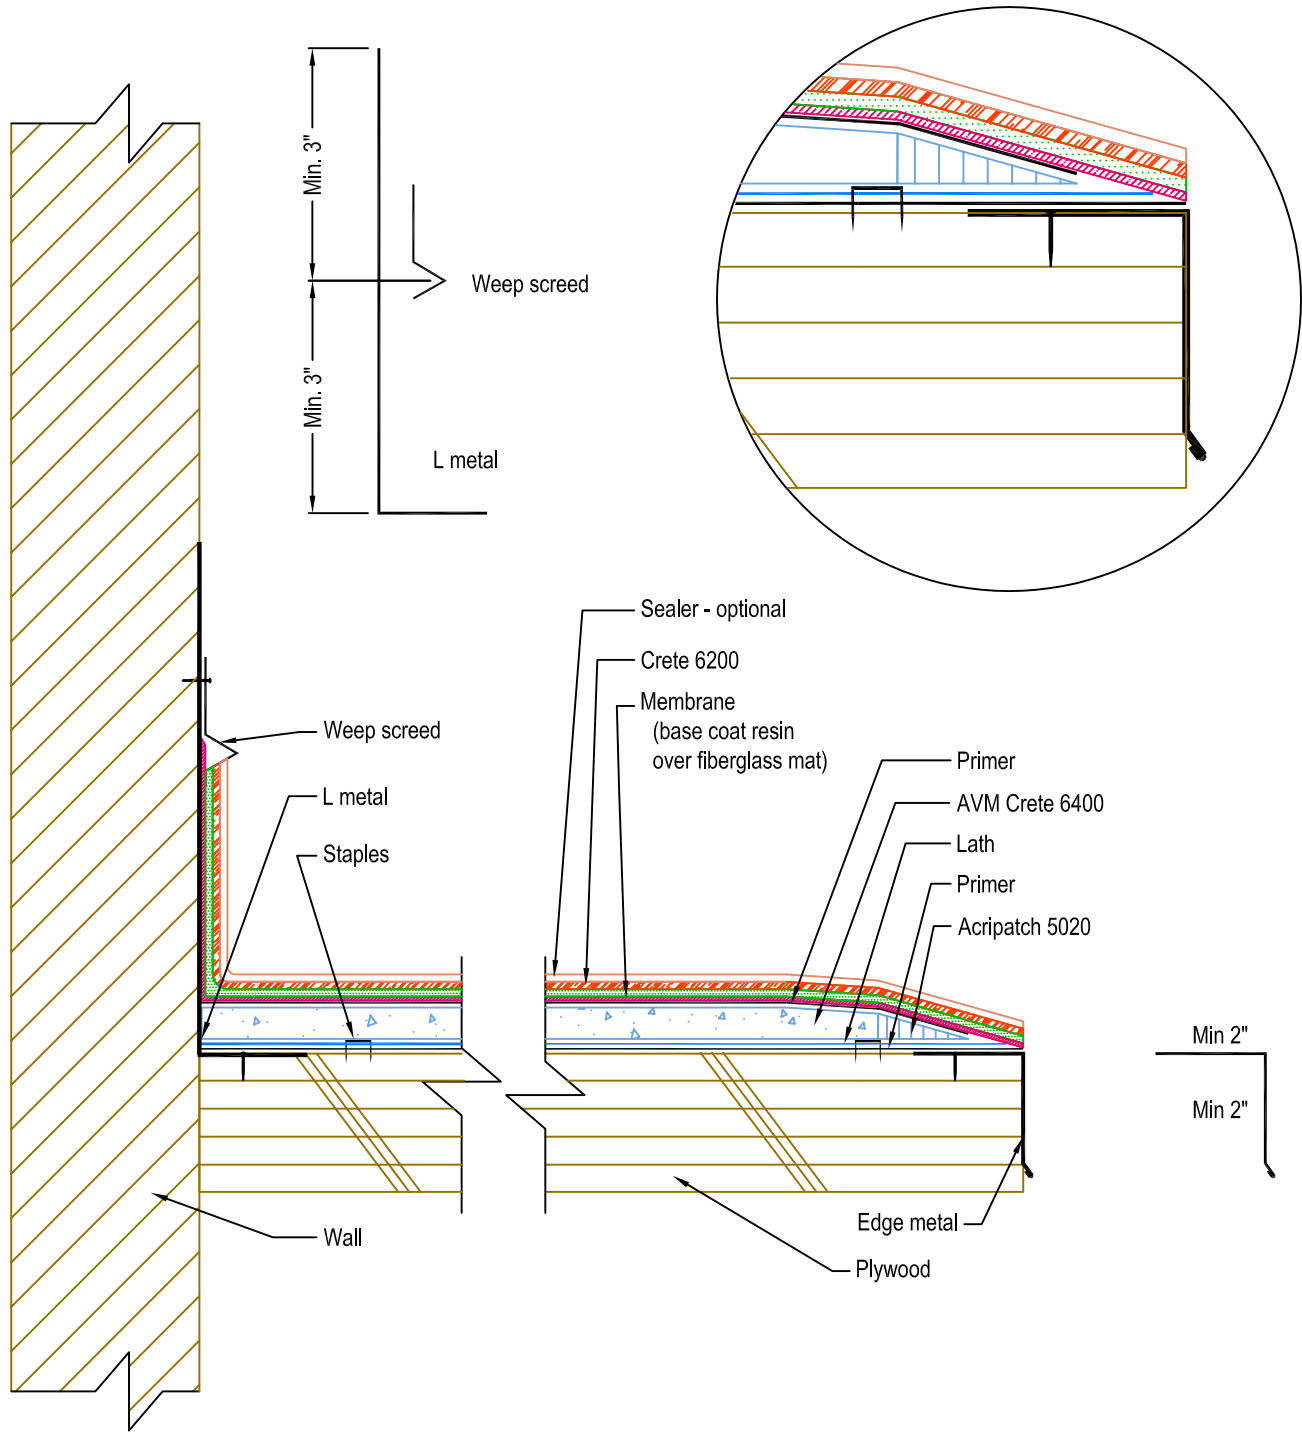 Min. 3"
Weep screed
Min. 3"
L metal
Sealer - optional
Crete 6200
Membrane
(base coat resin
over fiberglass mat)
Weep screed
L metal
Staples
Primer
AVM Crete 6400
Lath
Primer
Acripatch 5020
Min 2"
Min 2"
Edge metal
Wall
Plywood